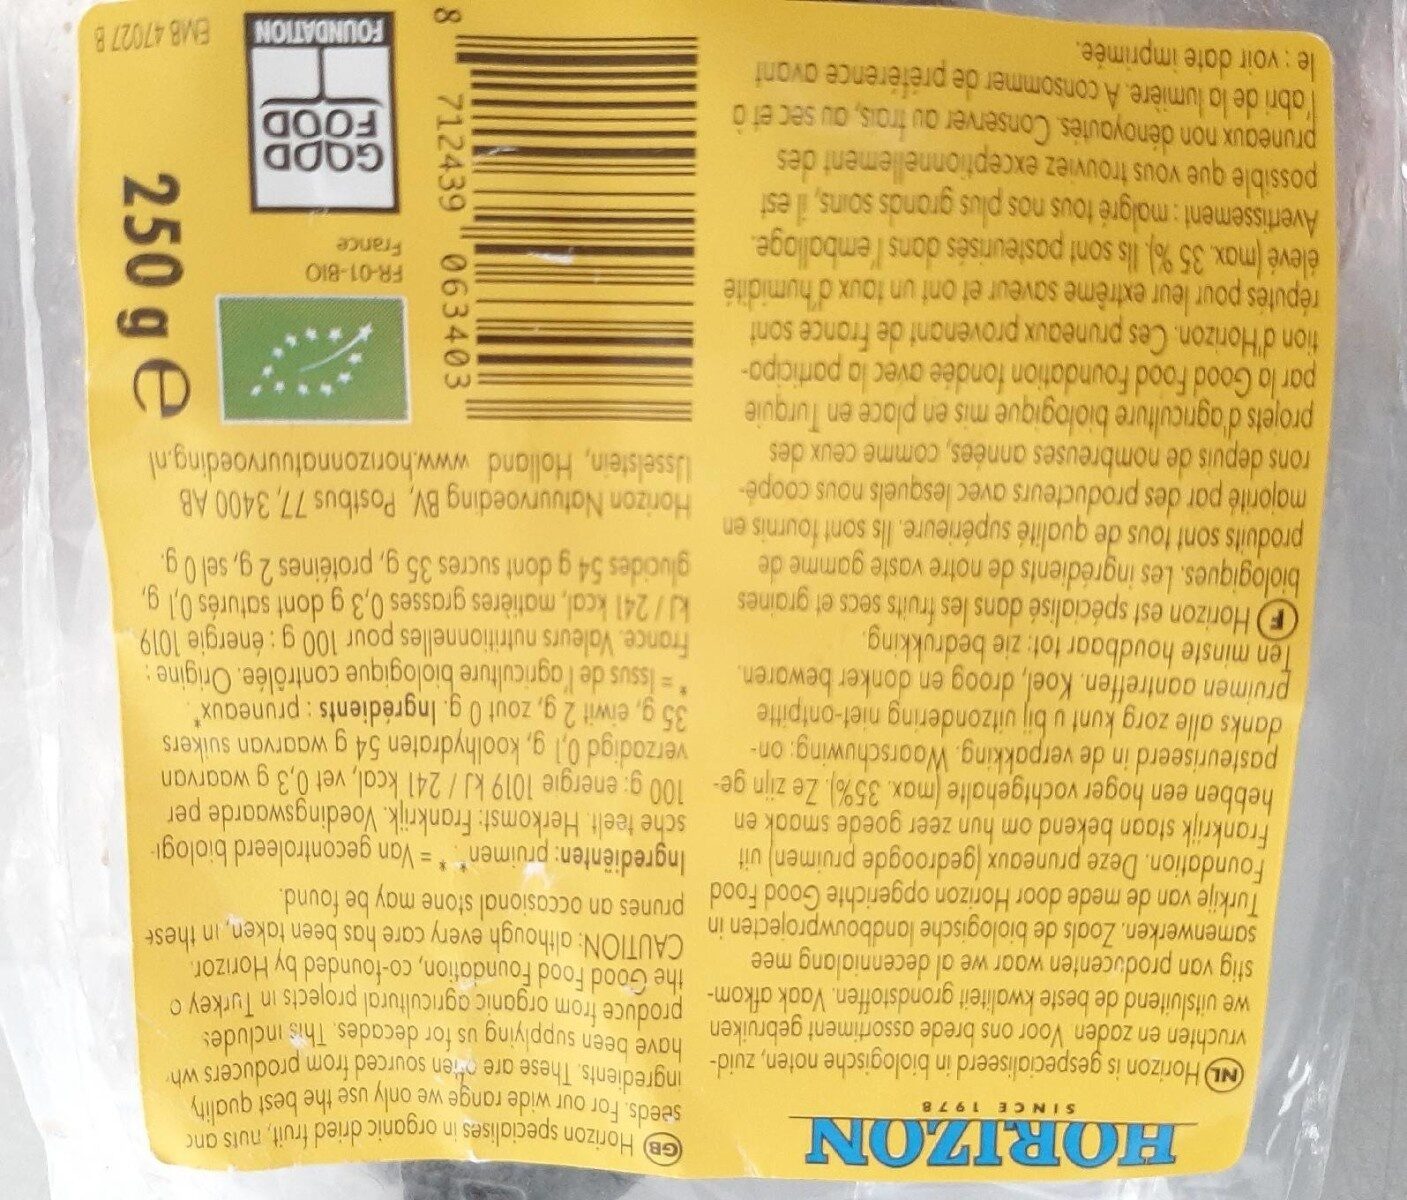 HORIZON
SINCE 1978
NL Horizon is gespecialiseerd in biologische noten, zuid-
vruchten en zaden. Voor ons brede assortiment gebruiken
we uitsluitend de beste kwaliteit grondstoffen. Vaak afkom-
stig van producenten waar we al decennialang mee
samenwerken. Zoals de biologische landbouwprojecten in
Turkije van de mede door Horizon opgerichte Good Food
Foundation. Deze pruneaux (gedroogde pruimen) uit
Frankrijk staan bekend om hun zeer goede smaak en
hebben een hoger vochtgehalte (max. 35%). Ze zijn ge-
pasteuriseerd in de verpakking. Waarschuwing: on-
danks alle zorg kunt u bij uitzondering niet-ontpitte
pruimen aantreffen. Koel, droog en donker bewaren.
Ten minste houdbaar tot: zie bedrukking.
F Horizon est spécialisé dans les fruits secs et graines
biologiques. Les ingrédients de notre vaste gamme de
produits sont tous de qualité supérieure. Ils sont fournis en
majorité par des producteurs avec lesquels nous coopé-
rons depuis de nombreuses années, comme ceux des
projets d'agriculture biologique mis en place en Turquie
par la Good Food Foundation fondée avec la participa-
tion d'Horizon. Ces pruneaux provenant de France sont
réputés pour leur extrême saveur et ont un taux d'humidité
élevé (max. 35 %). Ils sont pasteurisés dans l'emballage.
Avertissement : malgré tous nos plus grands soins, il est
possible que vous trouviez exceptionnellement des
pruneaux non dénoyautés. Conserver au frais, au sec et à
l'abri de la lumière. A consommer de préférence avant
le : voir date imprimée.
GB Horizon specialises in organic dried fruit, nuts and
seeds. For our wide range we only use the best quality
ingredients. These are often sourced from producers wh
have been supplying us for decades. This includes
produce from organic agricultural projects in Turkey o
the Good Food Foundation, co-founded by Horizon.
CAUTION: although every care has been taken, in these
prunes an occasional stone may be found.
Ingrediënten: pruimen*. * = Van gecontroleerd biologi-
sche teelt. Herkomst: Frankrijk. Voedingswaarde per
100 g: energie 1019 kJ / 241 kcal, vet 0,3 g waarvan
verzadigd 0,1 g, koolhydraten 54 g waarvan suikers
35 g, eiwit 2 g, zout 0 g. Ingrédients : pruneaux*.
* = Issus de l'agriculture biologique contrôlée. Origine :
France. Valeurs nutritionnelles pour 100 g : énergie 1019
kJ / 241 kcal, matières grasses 0,3 g dont saturés 0,1 g,
glucides 54 g dont sucres 35 g, protéines 2 g, sel 0 g.
Horizon Natuurvoeding BV, Postbus 77, 3400 AB
IJsselstein, Holland www.horizonnatuurvoeding.nl
8 712439 063403
250 g e
FR-01-BIO
France
GOOD
FOOD
FOUNDATION
EMB 47027 B